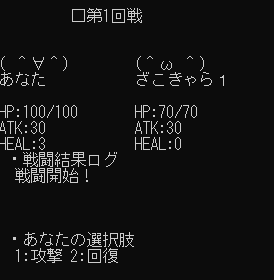 □第1回戦
( ＾∀＾) (＾ω ＾)
あなた ざこきゃら１
HP:100/100 HP:70/70
ATK:30 ATK:30
HEAL:3 HEAL:0
・戦闘結果ログ
戦闘開始！
・あなたの選択肢
1:攻撃 2:回復